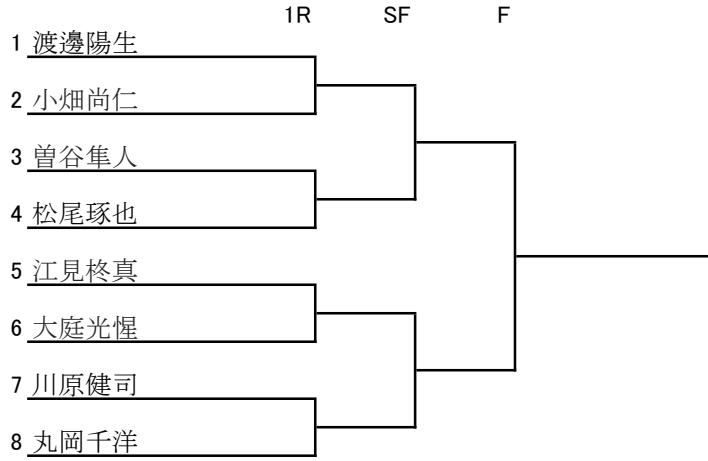 1R SF F
1 渡邊陽生
2 小畑尚仁
3 曽谷隼人
4 松尾琢也
5 江見柊真
6 大庭光惺
7 川原健司
8 丸岡千洋